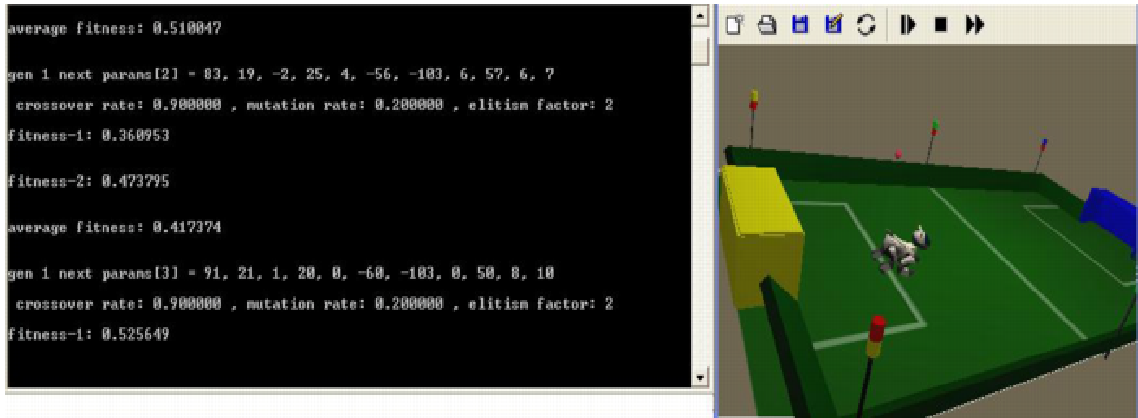 average fitness: 0.510047
gen 1 next params[2] = 83, 19, -2, 25, 4, -56, -103, 6, 57, 6, 7
crossover rate: 0.900000 , mutation rate: 0.200000 , elitism factor: 2
fitness-1: 0.360953
fitness-2: 0.473795
average fitness: 0.417374
gen 1 next params[3] = 91, 21, 1, 20, 0, -60, -103, 0, 50, 8, 10
crossover rate: 0.900000 , mutation rate: 0.200000 , elitism factor: 2
fitness-1: 0.525649